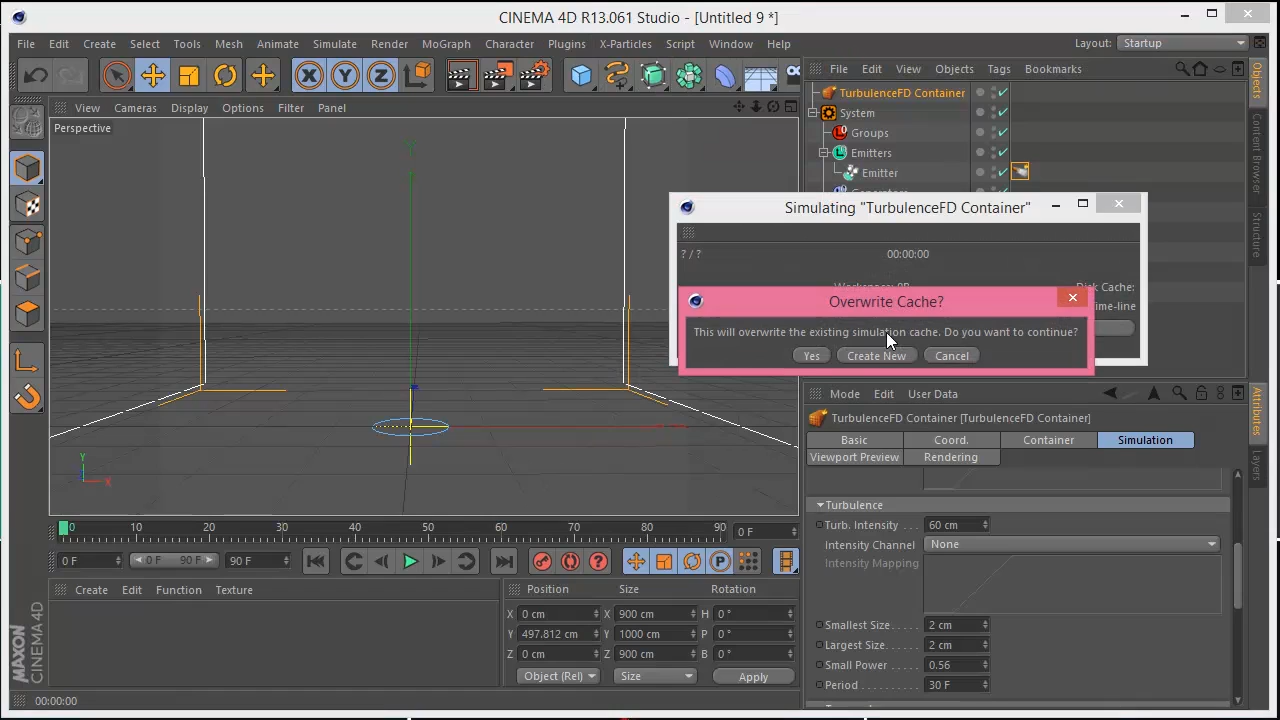 CINEMA 4D R13.061 Studio - [Untitled 9 *]
File Edit Create Select Tools Mesh Animate Simulate Render MoGraph Character Plugins X-Particles Script Window Help Layout: Startup
File Edit View Objects Tags Bookmarks
View Cameras Display Options Filter Panel
Perspective
TurbulenceFD Container
System
Groups
Emitters
Emitter
Objects
Content Browser
Structure
Simulating "TurbulenceFD Container"
? / ? 00:00:00
Disk Cache:
Time-line
Overwrite Cache?
This will overwrite the existing simulation cache. Do you want to continue?
Yes Create New Cancel
Y
Y
X
Mode Edit User Data
TurbulenceFD Container [TurbulenceFD Container]
Basic Coord. Container Simulation
Viewport Preview Rendering
Attributes
Layers
Turbulence
Turb. Intensity . . . 60 cm
Intensity Channel None
Intensity Mapping
Smallest Size . . . . . 2 cm
Largest Size . . . . . 2 cm
Small Power . . . . 0.56
Period . . . . . . . . . 30 F
0 10 20 30 40 50 60 70 80 90 0 F
0 F 0 F 90 F 90 F
Create Edit Function Texture
Position Size Rotation
X 0 cm X 900 cm H 0 °
Y 497.812 cm Y 1000 cm P 0 °
Z 0 cm Z 900 cm B 0 °
Object (Rel) Size Apply
MAXON
CINEMA 4D
00:00:00